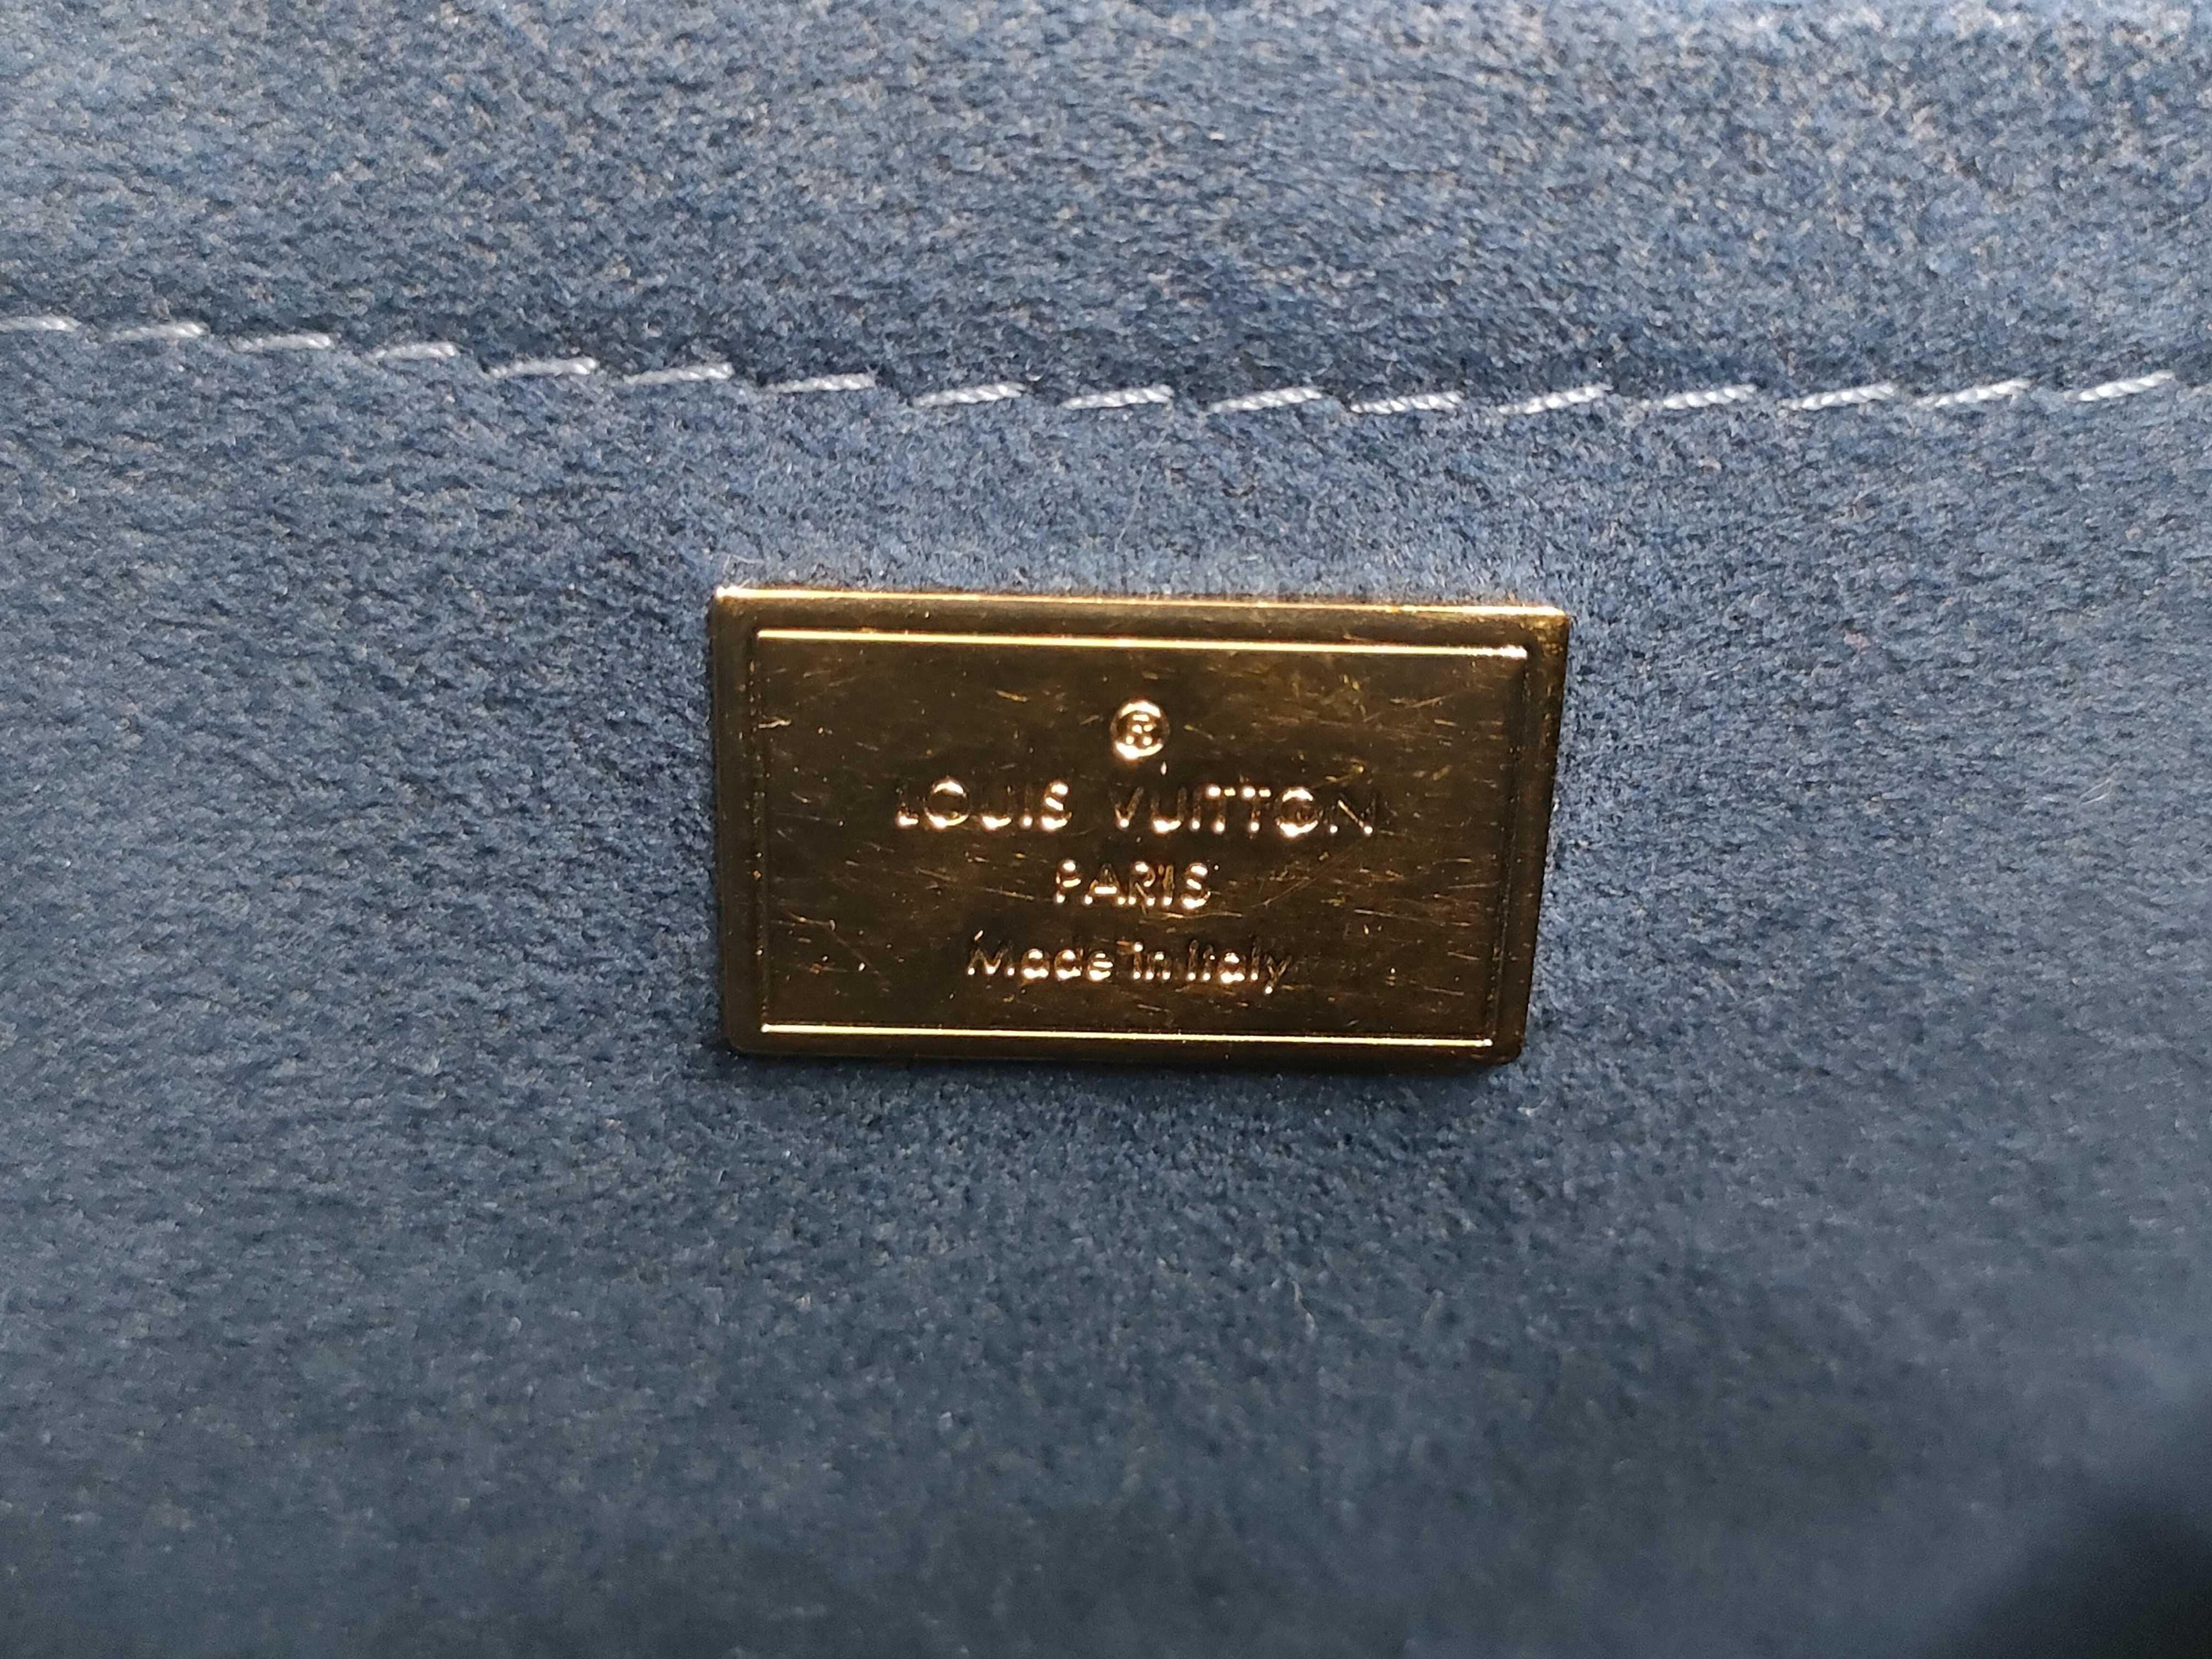 ®
LOUIS VUITTON
PARIS
Made in Italy